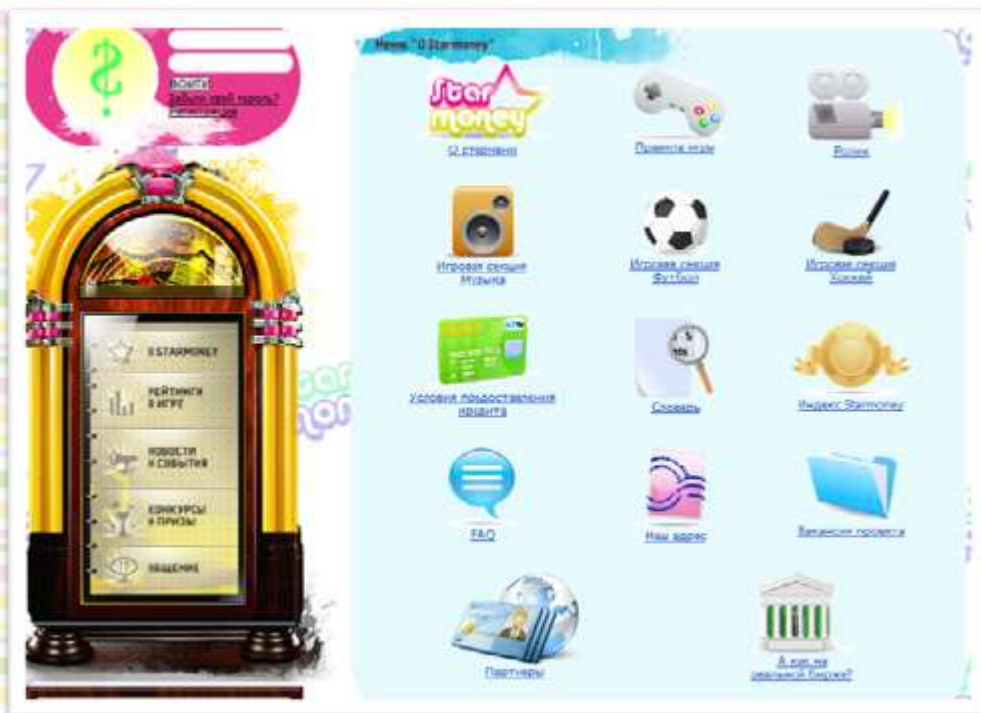 ВОЙТИ
Забыли свой пароль?
Регистрация
Меню "О Starmoney"
Star
money
О стармани
Правила игры
Ролик
Игровая секция
Музыка
Игровая секция
Футбол
Игровая секция
Хоккей
Условия предоставления
кредита
Словарь
Индекс Starmoney
FAQ
Наш адрес
Вакансии проекта
Партнеры
А как на
реальной бирже?
О STARMONEY
РЕЙТИНГИ
В ИГРЕ
НОВОСТИ
И СОБЫТИЯ
КОНКУРСЫ
И ПРИЗЫ
ОБЩЕНИЕ